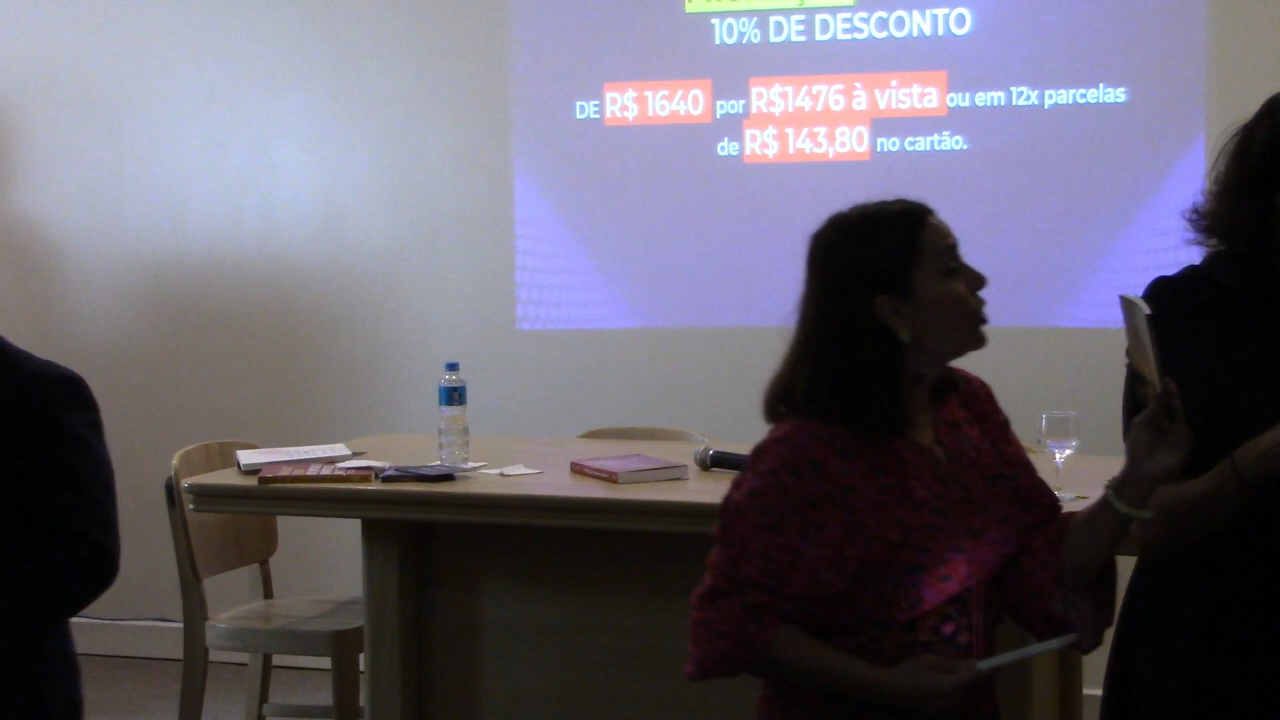 10% DE DESCONTO
DE R$ 1640 por R$1476 à vista ou em 12x parcelas
de R$ 143,80 no cartão.